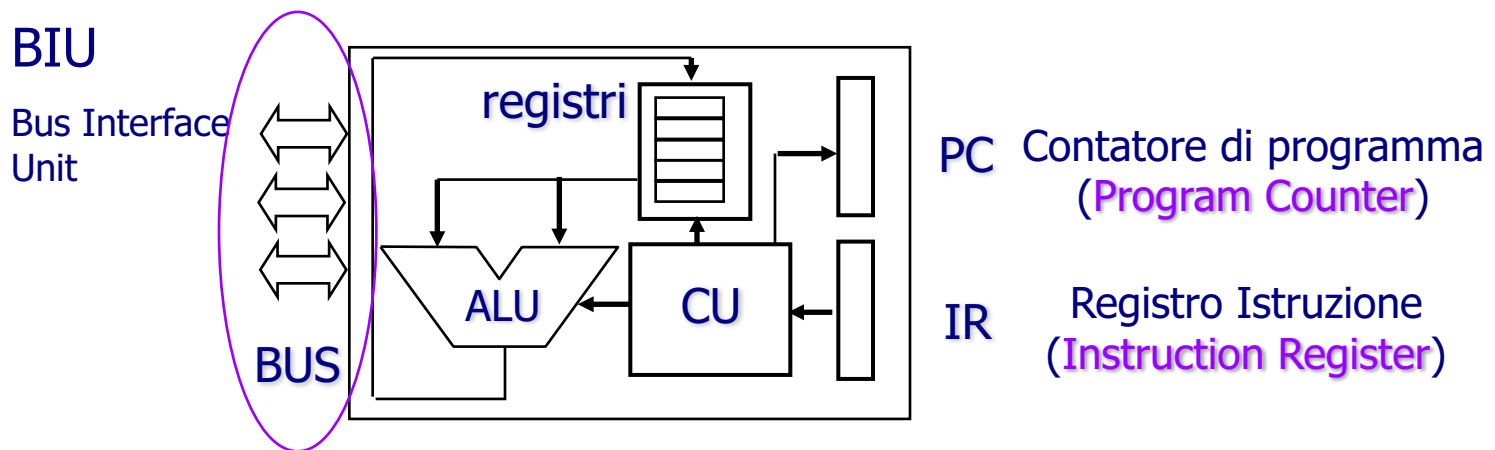 BIU
Bus Interface
Unit
BUS
registri
ALU
CU
PC
Contatore di programma
(Program Counter)
IR
Registro Istruzione
(Instruction Register)